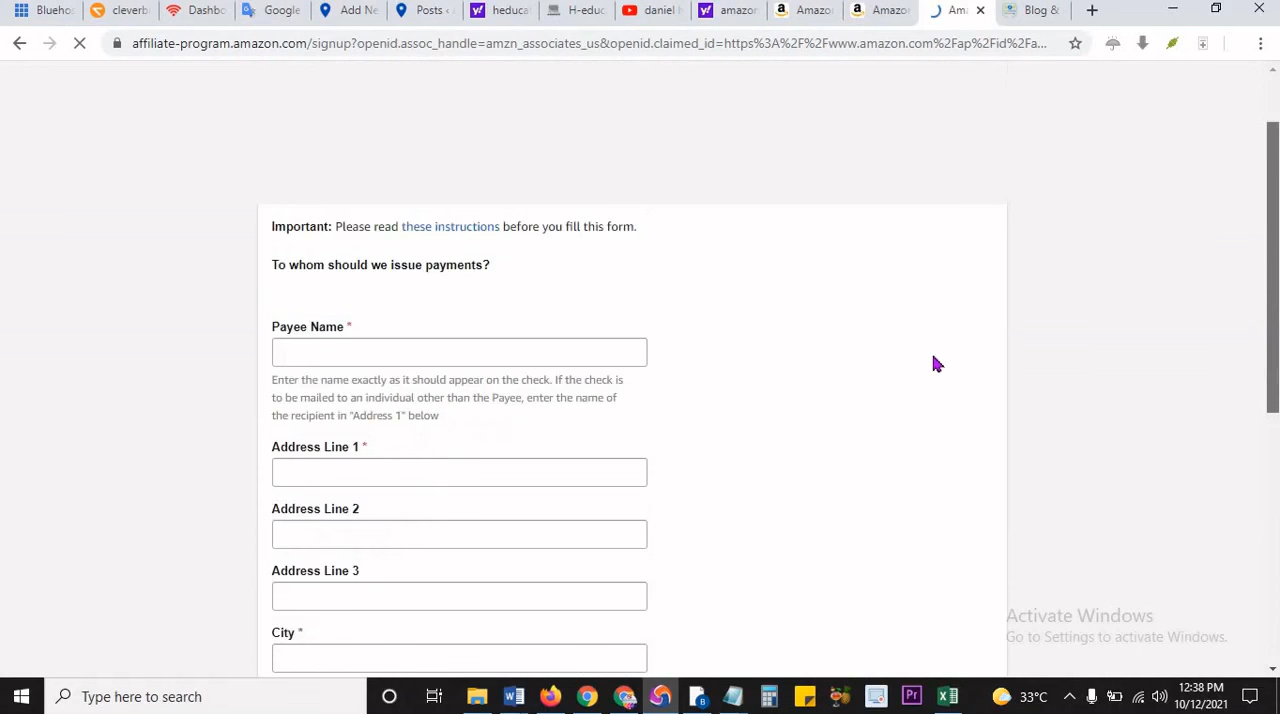 Blueho
cleverb
Dashbo
Google
Add Ne
Posts ‹
heduca
H-educ
daniel
amazon
Amazo
Amazo
Ama
Blog &
affiliate-program.amazon.com/signup?openid.assoc_handle=amzn_associates_us&openid.claimed_id=https%3A%2F%2Fwww.amazon.com%2Fap%2Fid%2Fa...
Important: Please read these instructions before you fill this form.
To whom should we issue payments?
Payee Name *
Enter the name exactly as it should appear on the check. If the check is
to be mailed to an individual other than the Payee, enter the name of
the recipient in "Address 1" below
Address Line 1 *
Address Line 2
Address Line 3
City *
Activate Windows
Go to Settings to activate Windows.
Type here to search
Pr
33°C
12:38 PM
10/12/2021